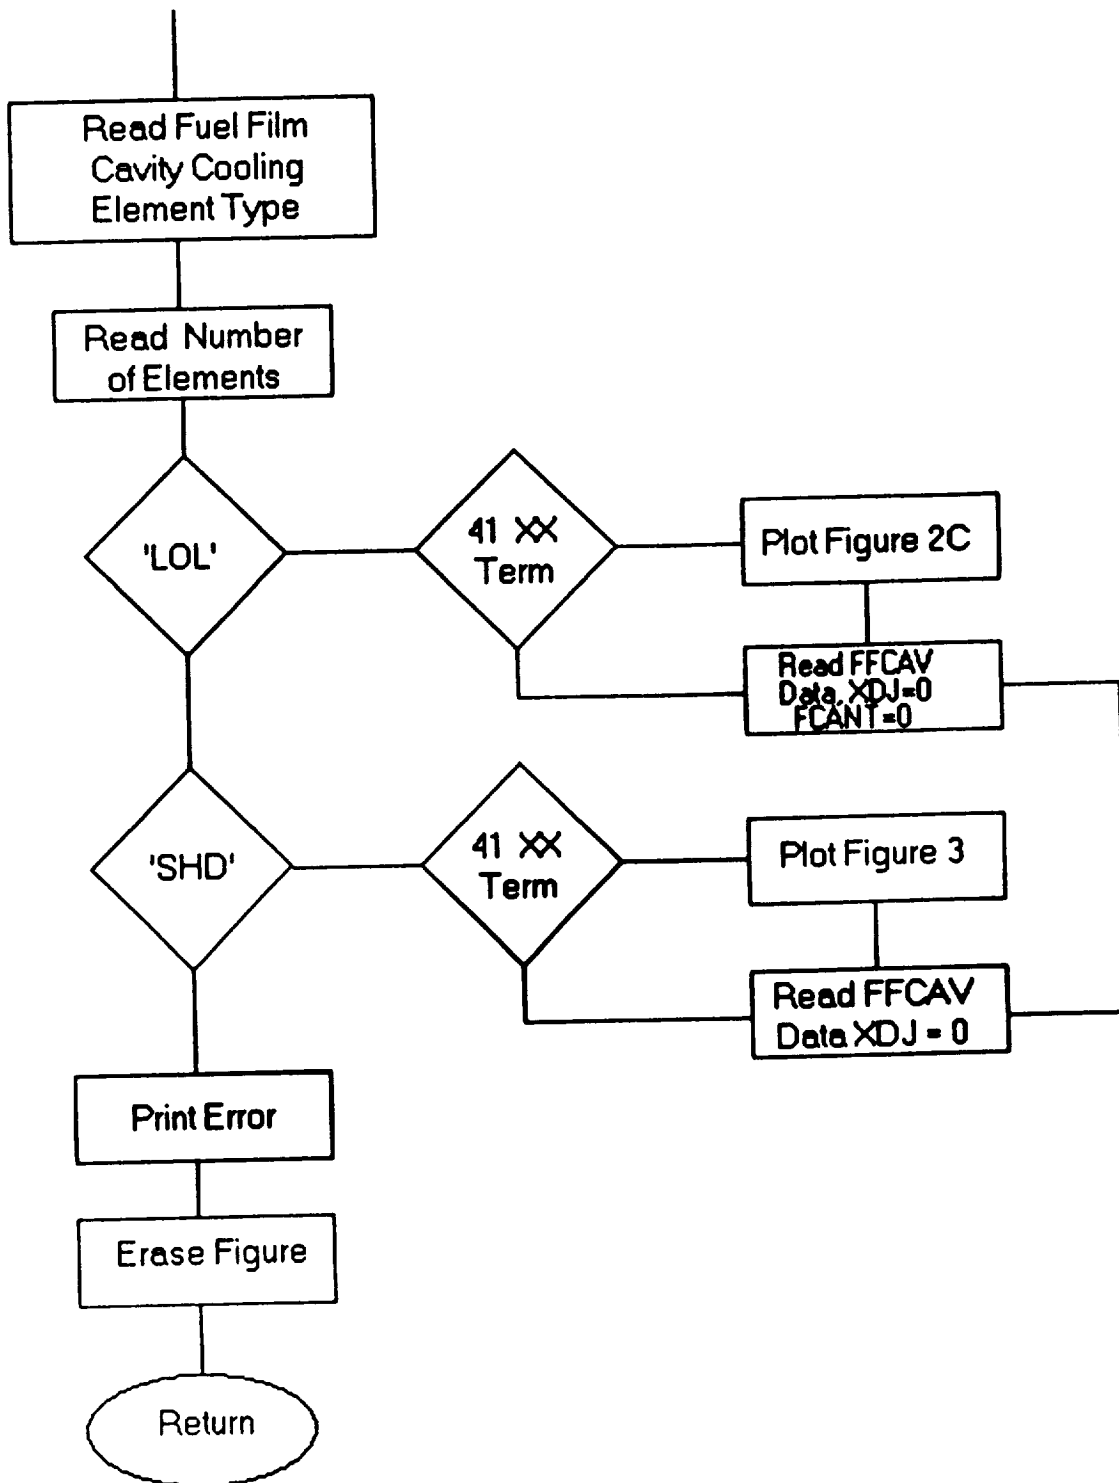 Read Fuel Film
Cavity Cooling
Element Type
Read Number
of Elements
'LOL'
41 XX
Term
Plot Figure 2C
Read FFCAV
Data, XDJ=0
FCANT=0
'SHD'
41 XX
Term
Plot Figure 3
Read FFCAV
Data XDJ = 0
Print Error
Erase Figure
Return